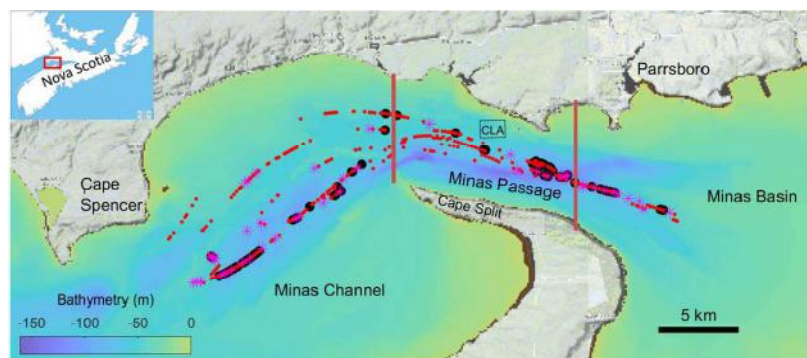 Nova Scotia
Parrsboro
CLA
Cape
Spencer
Minas Passage
Minas Basin
Cape Split
Minas Channel
Bathymetry (m)
-150 -100 -50 0
5 km